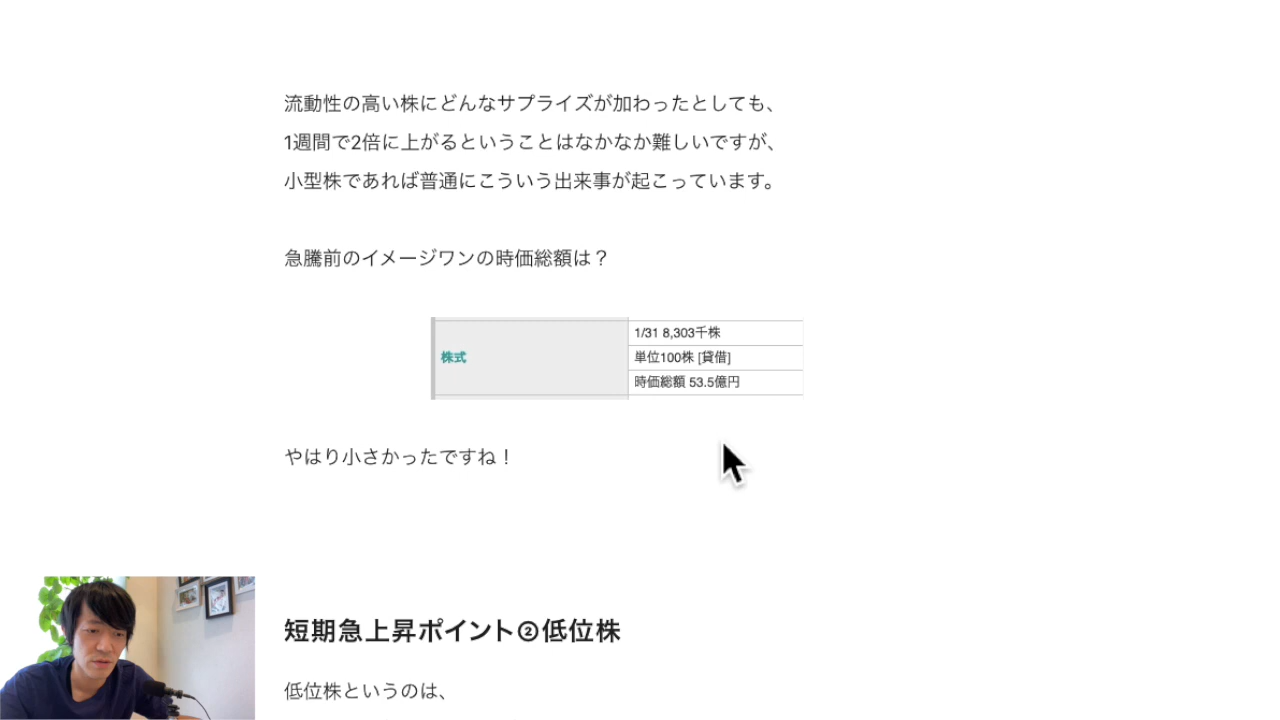 流動性の高い株にどんなサプライズが加わったとしても、
1週間で2倍に上がるということはなかなか難しいですが、
小型株であれば普通にこういう出来事が起こっています。
急騰前のイメージワンの時価総額は？
株式
1/31 8,303千株
単位100株 [貸借]
時価総額 53.5億円
やはり小さかったですね！
短期急上昇ポイント②低位株
低位株というのは、